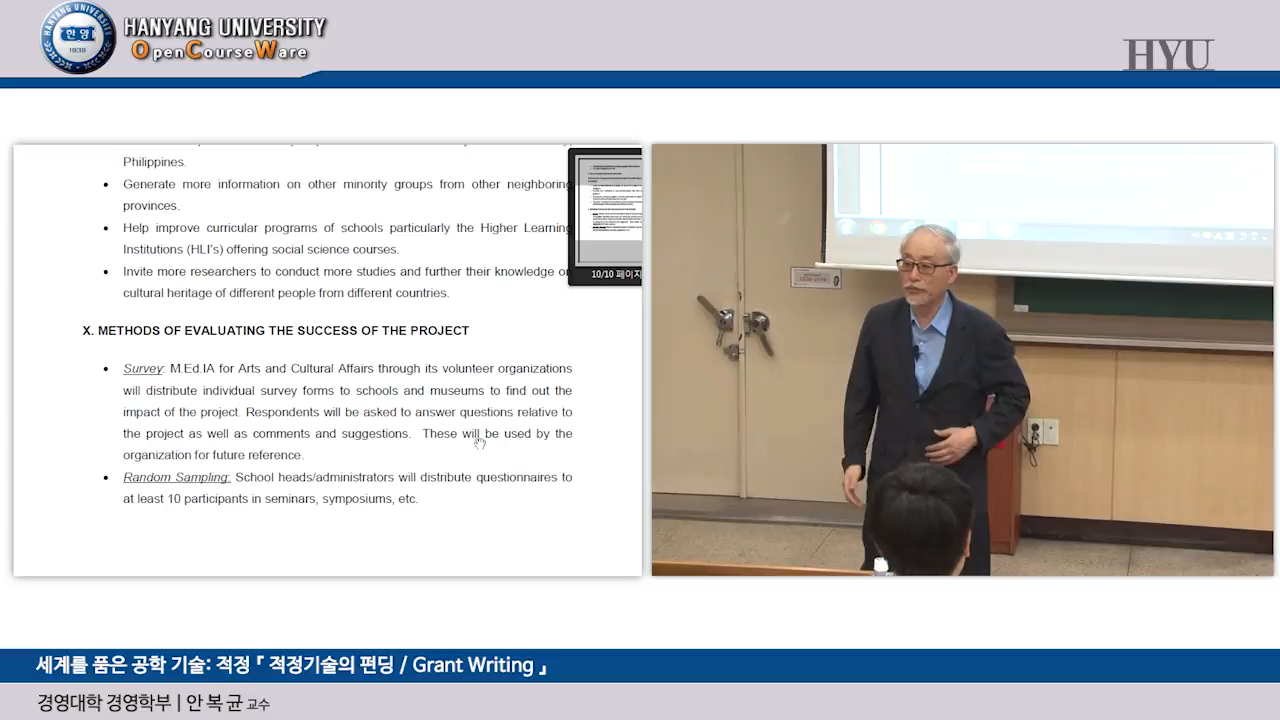 HANYANG UNIVERSITY
OpenCourseWare
HANYANG UNIVERSITY
한양
1939
HYU
Philippines.
• Generate more information on other minority groups from other neighboring
provinces.
• Help improve curricular programs of schools particularly the Higher Learning
Institutions (HLI's) offering social science courses.
• Invite more researchers to conduct more studies and further their knowledge
cultural heritage of different people from different countries.
10/10 페이지
X. METHODS OF EVALUATING THE SUCCESS OF THE PROJECT
• Survey: M.Ed.IA for Arts and Cultural Affairs through its volunteer organizations
will distribute individual survey forms to schools and museums to find out the
impact of the project. Respondents will be asked to answer questions relative to
the project as well as comments and suggestions. These will be used by the
organization for future reference.
• Random Sampling: School heads/administrators will distribute questionnaires to
at least 10 participants in seminars, symposiums, etc.
세계를 품은 공학 기술: 적정 『 적정기술의 펀딩 / Grant Writing 』
경영대학 경영학부 | 안 복 균 교수